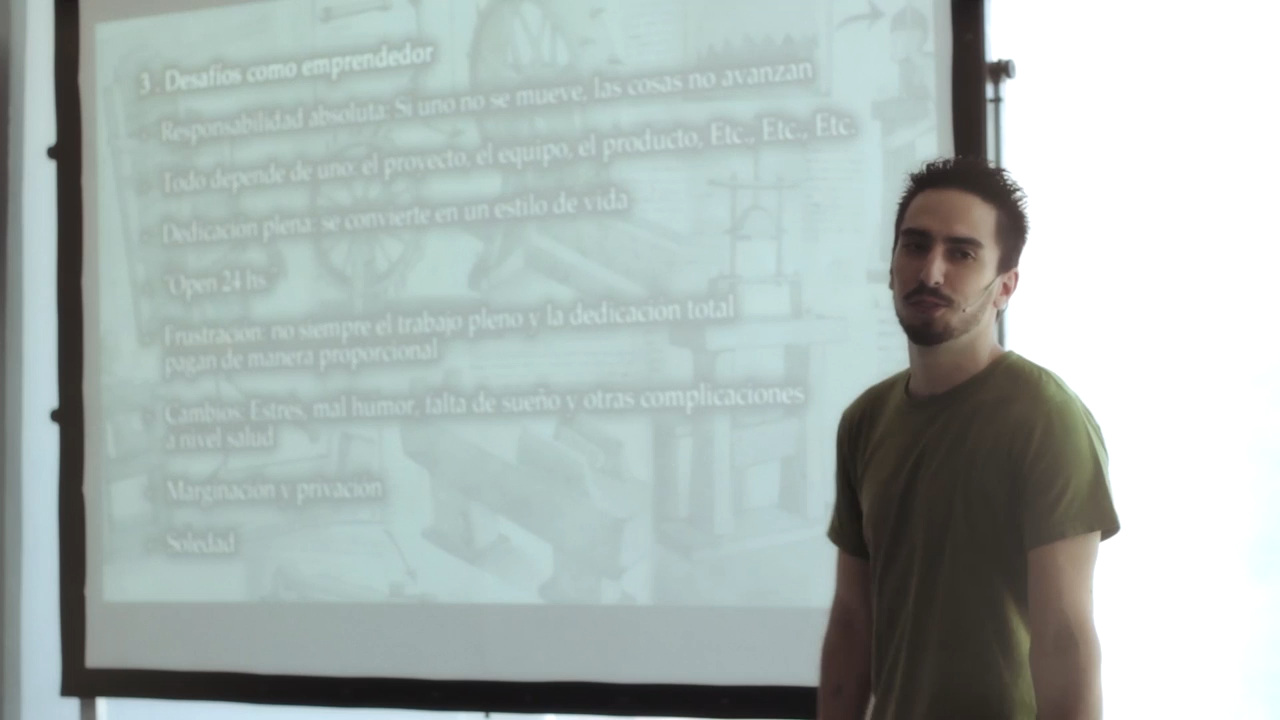 3 . Desafíos como emprendedor
Responsabilidad absoluta: Si uno no se mueve, las cosas no avanzan
Todo depende de uno: el proyecto, el equipo, el producto, Etc., Etc., Etc.
Dedicación plena: se convierte en un estilo de vida
"Open 24 hs."
Frustración: no siempre el trabajo pleno y la dedicación total
pagan de manera proporcional
Cambios: Estres, mal humor, falta de sueño y otras complicaciones
a nivel salud
Marginación y privación
Soledad